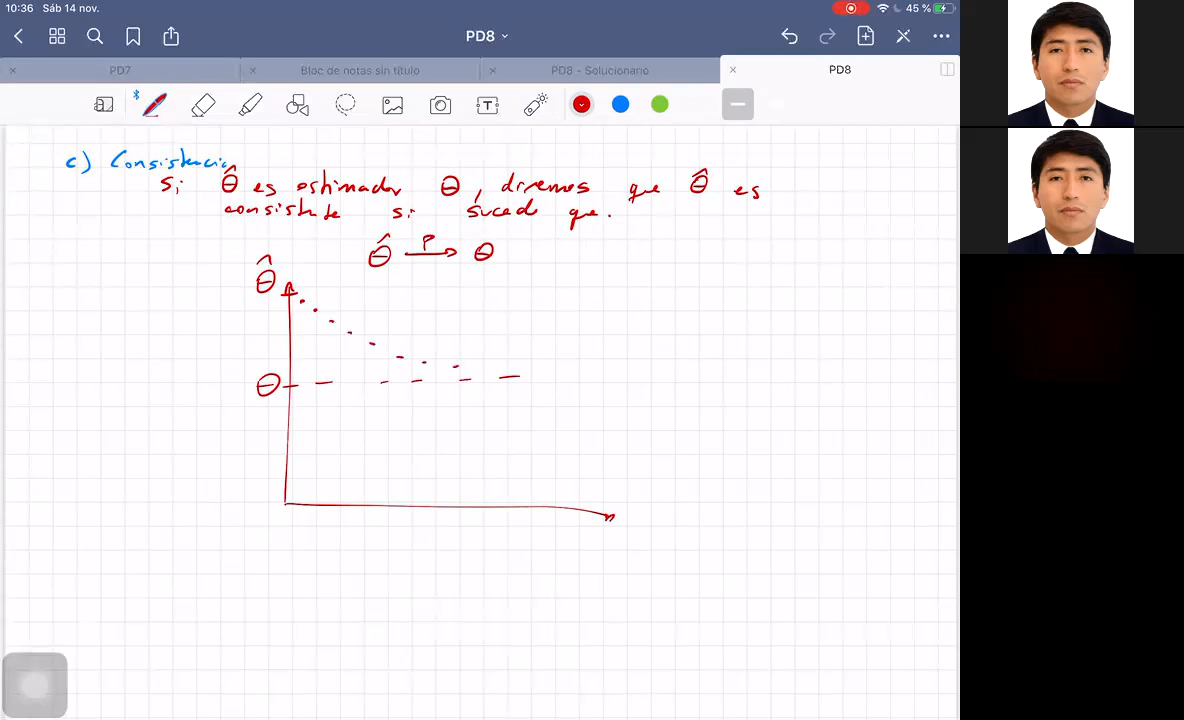 10:36 Sáb 14 nov.
45 %
PD8
PD7
Bloc de notas sin título
PD8 - Solucionario
PD8
T
c) Consistencia
Si θ̂ es estimador θ, diremos que θ̂ es
consistente si sucede que.
θ̂ P→ θ
θ̂
θ